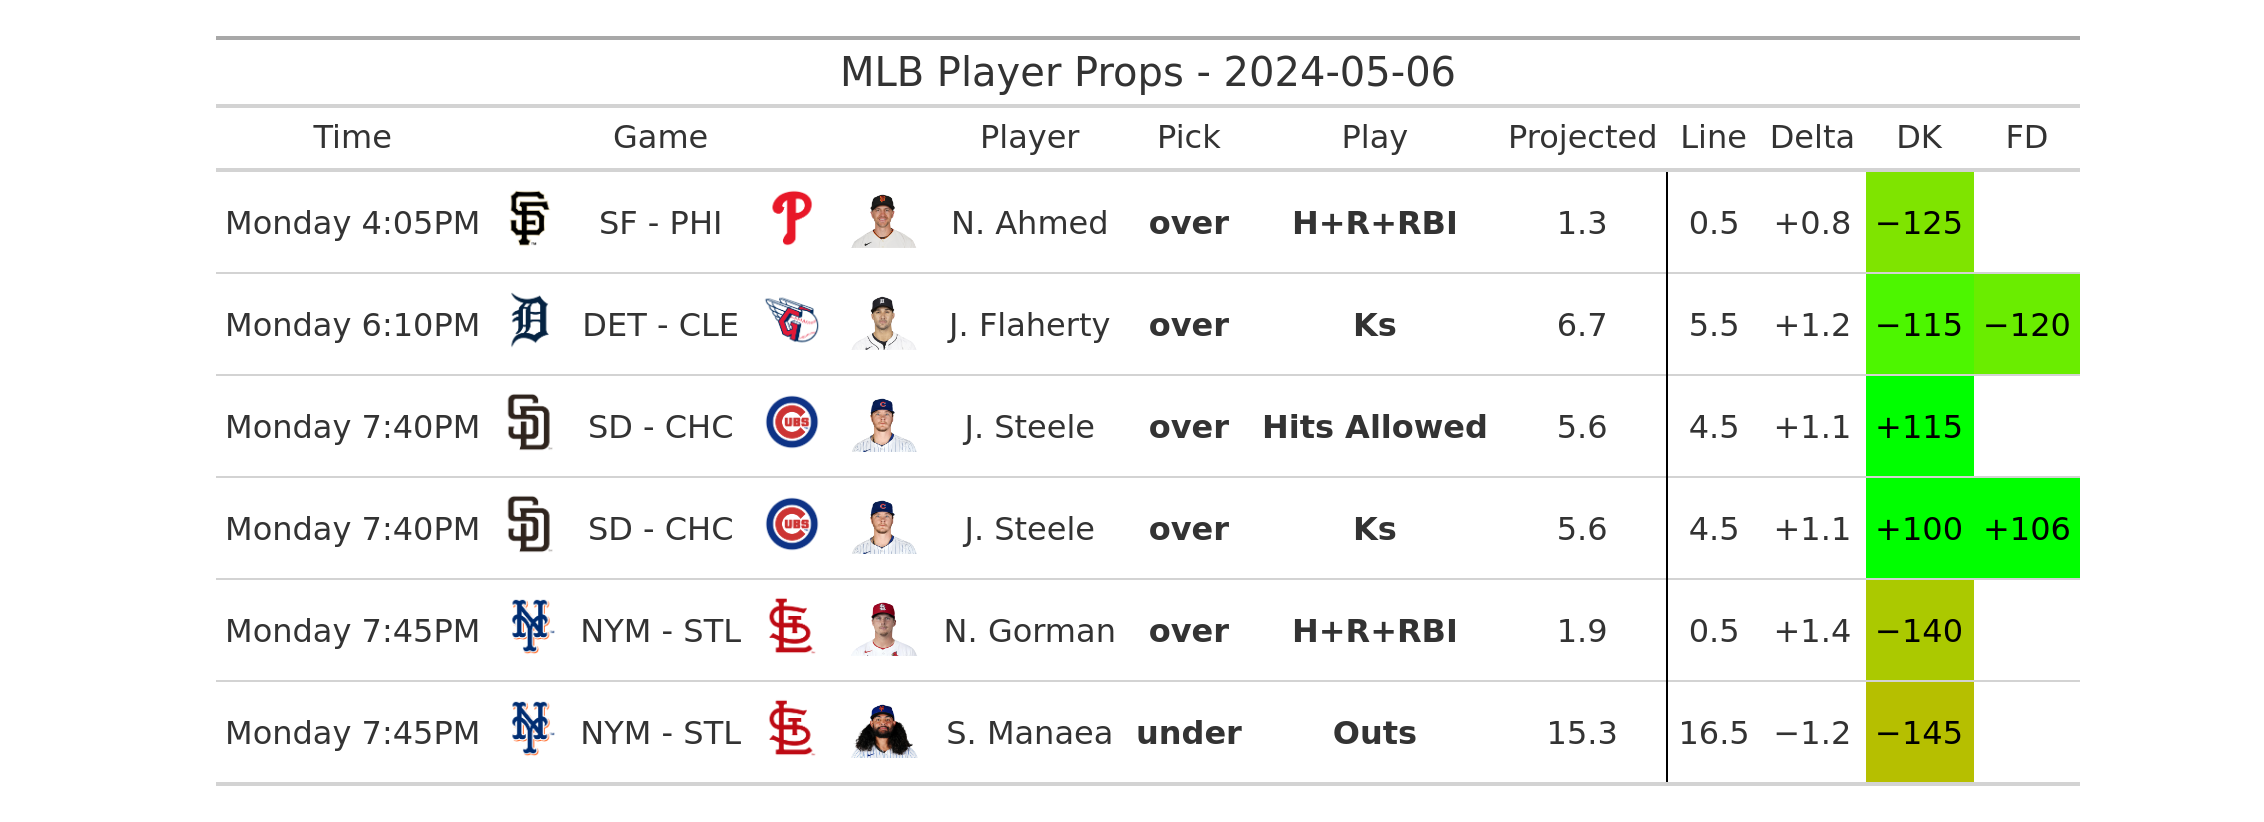 MLB Player Props - 2024-05-06
Time Game Player Pick Play Projected Line Delta DK FD
Monday 4:05PM SF - PHI N. Ahmed over H+R+RBI 1.3 0.5 +0.8 −125
Monday 6:10PM DET - CLE J. Flaherty over Ks 6.7 5.5 +1.2 −115 −120
Monday 7:40PM SD - CHC CUBS J. Steele over Hits Allowed 5.6 4.5 +1.1 +115
Monday 7:40PM SD - CHC CUBS J. Steele over Ks 5.6 4.5 +1.1 +100 +106
Monday 7:45PM NYM - STL N. Gorman over H+R+RBI 1.9 0.5 +1.4 −140
Monday 7:45PM NYM - STL S. Manaea under Outs 15.3 16.5 −1.2 −145